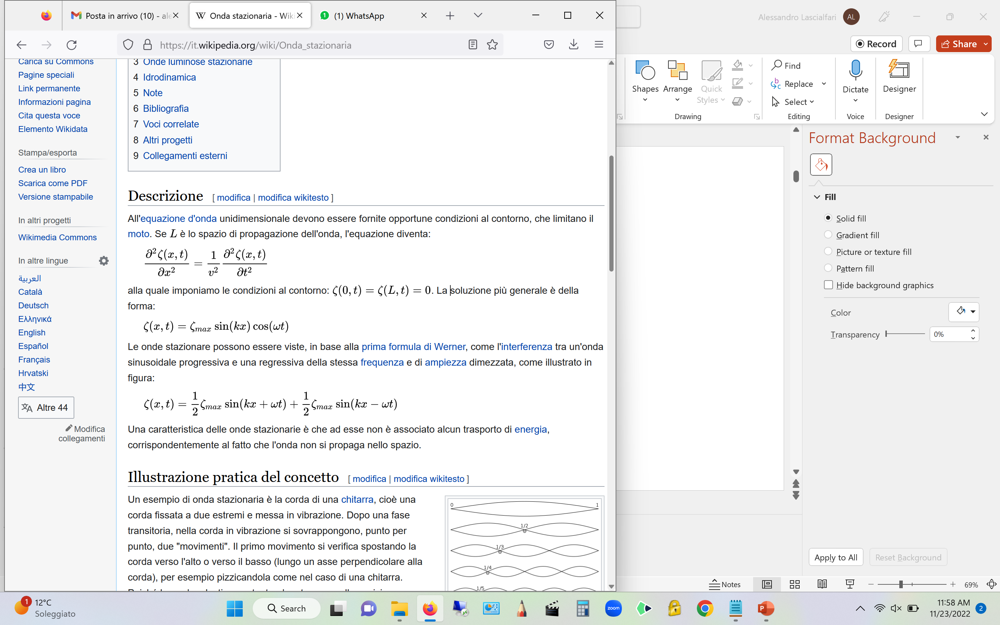 Posta in arrivo (10) - ale
Onda stazionaria - Wiki
(1) WhatsApp
https://it.wikipedia.org/wiki/Onda_stazionaria
Carica su Commons
Pagine speciali
Link permanente
Informazioni pagina
Cita questa voce
Elemento Wikidata
Stampa/esporta
Crea un libro
Scarica come PDF
Versione stampabile
In altri progetti
Wikimedia Commons
In altre lingue
العربية
Català
Deutsch
Ελληνικά
English
Español
Français
Hrvatski
中文
Altre 44
Modifica
collegamenti
3 Onde luminose stazionarie
4 Idrodinamica
5 Note
6 Bibliografia
7 Voci correlate
8 Altri progetti
9 Collegamenti esterni
Descrizione [ modifica | modifica wikitesto ]
All'equazione d'onda unidimensionale devono essere fornite opportune condizioni al contorno, che limitano il
moto. Se L è lo spazio di propagazione dell'onda, l'equazione diventa:
∂²ζ(x, t)/∂x² = 1/v² ∂²ζ(x, t)/∂t²
alla quale imponiamo le condizioni al contorno: ζ(0, t) = ζ(L, t) = 0. La soluzione più generale è della
forma:
ζ(x, t) = ζmax sin(kx) cos(ωt)
Le onde stazionare possono essere viste, in base alla prima formula di Werner, come l'interferenza tra un'onda
sinusoidale progressiva e una regressiva della stessa frequenza e di ampiezza dimezzata, come illustrato in
figura:
ζ(x, t) = 1/2 ζmax sin(kx + ωt) + 1/2 ζmax sin(kx − ωt)
Una caratteristica delle onde stazionarie è che ad esse non è associato alcun trasporto di energia,
corrispondentemente al fatto che l'onda non si propaga nello spazio.
Illustrazione pratica del concetto [ modifica | modifica wikitesto ]
Un esempio di onda stazionaria è la corda di una chitarra, cioè una
corda fissata a due estremi e messa in vibrazione. Dopo una fase
transitoria, nella corda in vibrazione si sovrappongono, punto per
punto, due "movimenti". Il primo movimento si verifica spostando la
corda verso l'alto o verso il basso (lungo un asse perpendicolare alla
corda), per esempio pizzicandola come nel caso di una chitarra.
0 1
1/2
1/3
1/4
1/5
Alessandro Lascialfari AL
Record
Share
Shapes
Arrange
Quick
Styles
Drawing
Find
Replace
Select
Editing
Dictate
Voice
Designer
Designer
Format Background
Fill
Solid fill
Gradient fill
Picture or texture fill
Pattern fill
Hide background graphics
Color
Transparency 0%
Apply to All
Reset Background
Notes
69%
1
12°C
Soleggiato
Search
zoom
11:58 AM
11/23/2022
2